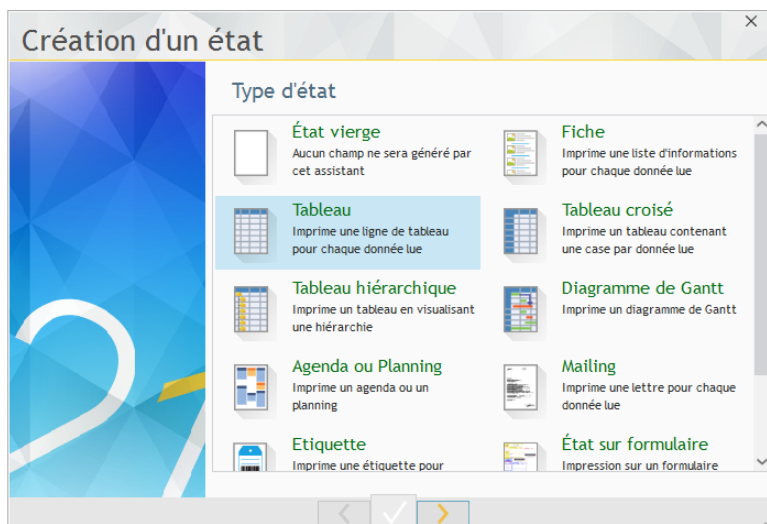 Création d'un état
Type d'état
État vierge
Aucun champ ne sera généré par
cet assistant
Fiche
Imprime une liste d'informations
pour chaque donnée lue
Tableau
Imprime une ligne de tableau
pour chaque donnée lue
Tableau croisé
Imprime un tableau contenant
une case par donnée lue
Tableau hiérarchique
Imprime un tableau en visualisant
une hiérarchie
Diagramme de Gantt
Imprime un diagramme de Gantt
Agenda ou Planning
Imprime un agenda ou un
planning
Mailing
Imprime une lettre pour chaque
donnée lue
Etiquette
Imprime une étiquette pour
État sur formulaire
Impression sur un formulaire
21